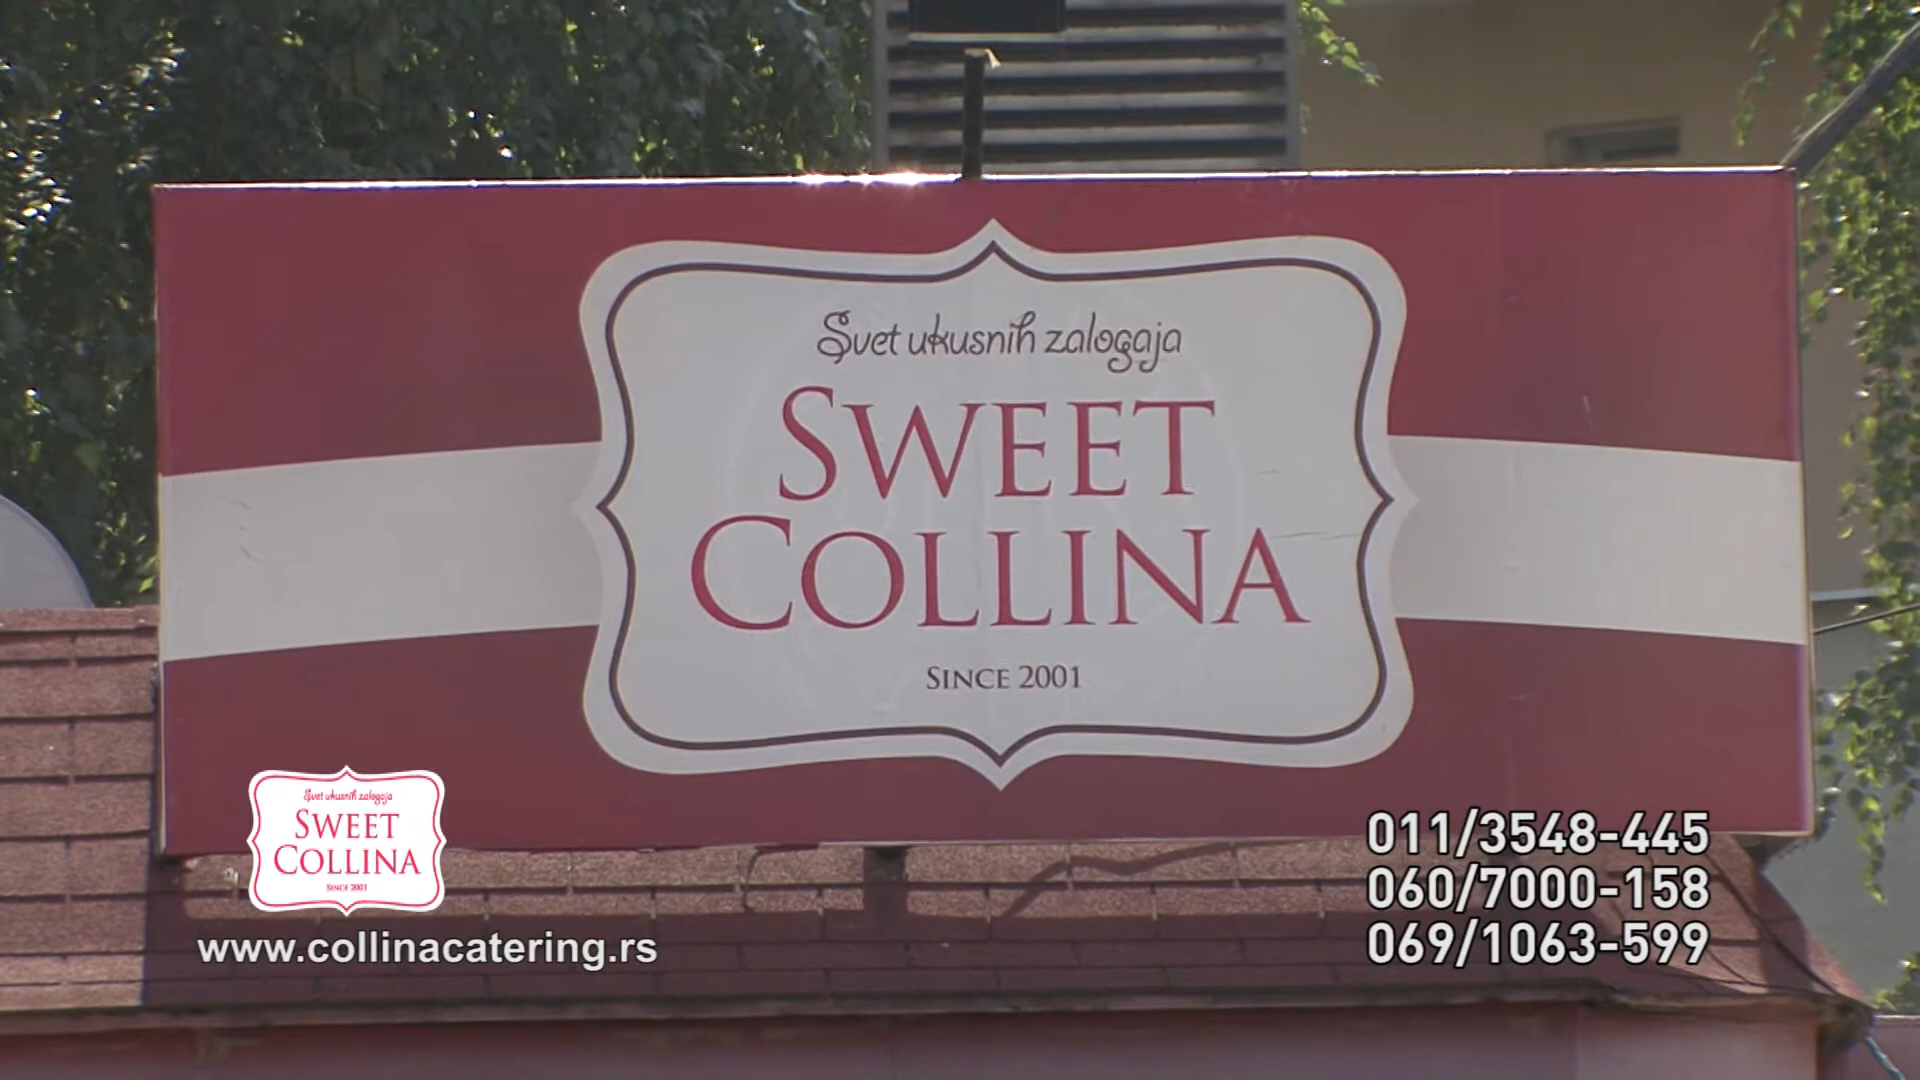 Svet ukusnih zalogaja
SWEET
COLLINA
SINCE 2001
Svet ukusnih zalogaja
SWEET
COLLINA
SINCE 2001
www.collinacatering.rs
011/3548-445
060/7000-158
069/1063-599